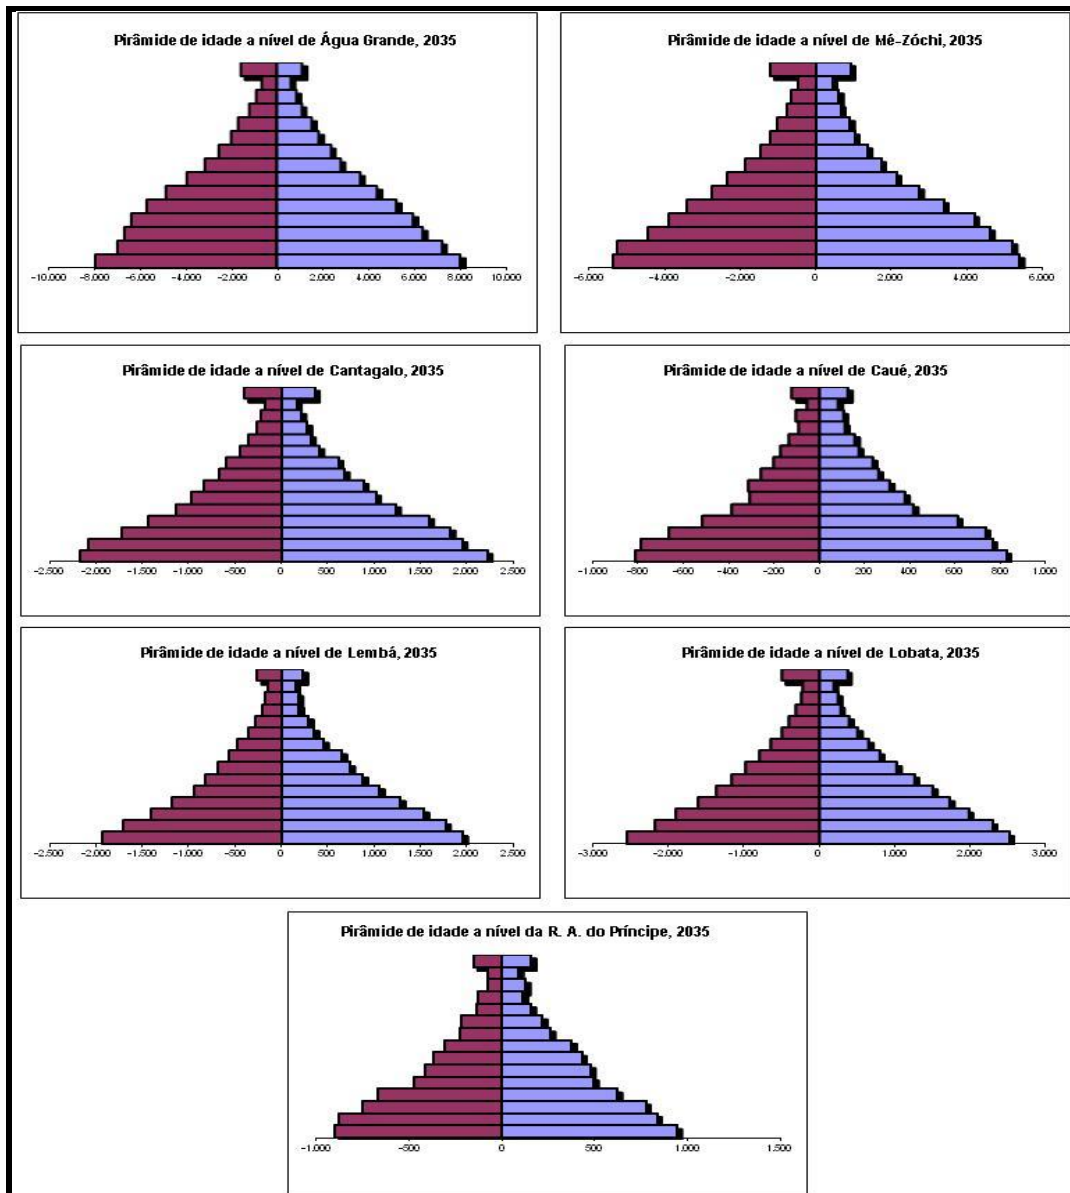 Pirâmide de idade a nível de Água Grande, 2035
-10.000 -8.000 -6.000 -4.000 -2.000 0 2.000 4.000 6.000 8.000 10.000
Pirâmide de idade a nível de Mé-Zóchi, 2035
-6.000 -4.000 -2.000 0 2.000 4.000 6.000
Pirâmide de idade a nível de Cantagalo, 2035
-2.500 -2.000 -1.500 -1.000 -500 0 500 1.000 1.500 2.000 2.500
Pirâmide de idade a nível de Caué, 2035
-1.000 -800 -600 -400 -200 0 200 400 600 800 1.000
Pirâmide de idade a nível de Lembá, 2035
-2.500 -2.000 -1.500 -1.000 -500 0 500 1.000 1.500 2.000 2.500
Pirâmide de idade a nível de Lobata, 2035
-3.000 -2.000 -1.000 0 1.000 2.000 3.000
Pirâmide de idade a nível da R. A. do Príncipe, 2035
-1.000 -500 0 500 1.000 1.500